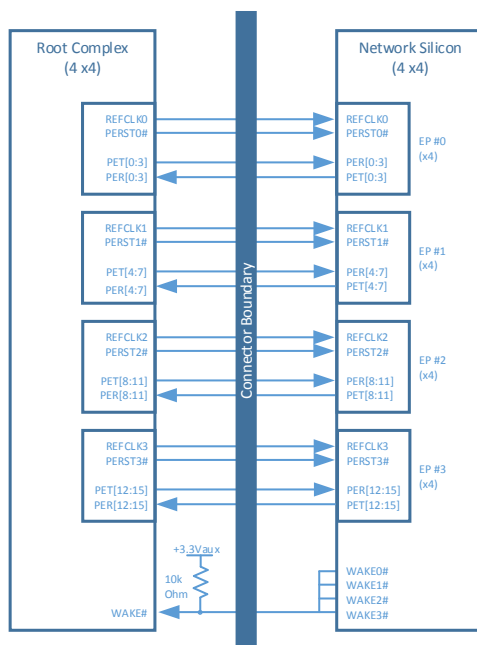 Root Complex
(4 x4)
Network Silicon
(4 x4)
REFCLK0
PERST0#
PET[0:3]
PER[0:3]
REFCLK0
PERST0#
PER[0:3]
PET[0:3]
EP #0
(x4)
REFCLK1
PERST1#
PET[4:7]
PER[4:7]
REFCLK1
PERST1#
PER[4:7]
PET[4:7]
EP #1
(x4)
Connector Boundary
REFCLK2
PERST2#
PET[8:11]
PER[8:11]
REFCLK2
PERST2#
PER[8:11]
PET[8:11]
EP #2
(x4)
REFCLK3
PERST3#
PET[12:15]
PER[12:15]
REFCLK3
PERST3#
PER[12:15]
PET[12:15]
EP #3
(x4)
+3.3Vaux
10k
Ohm
WAKE#
WAKE0#
WAKE1#
WAKE2#
WAKE3#